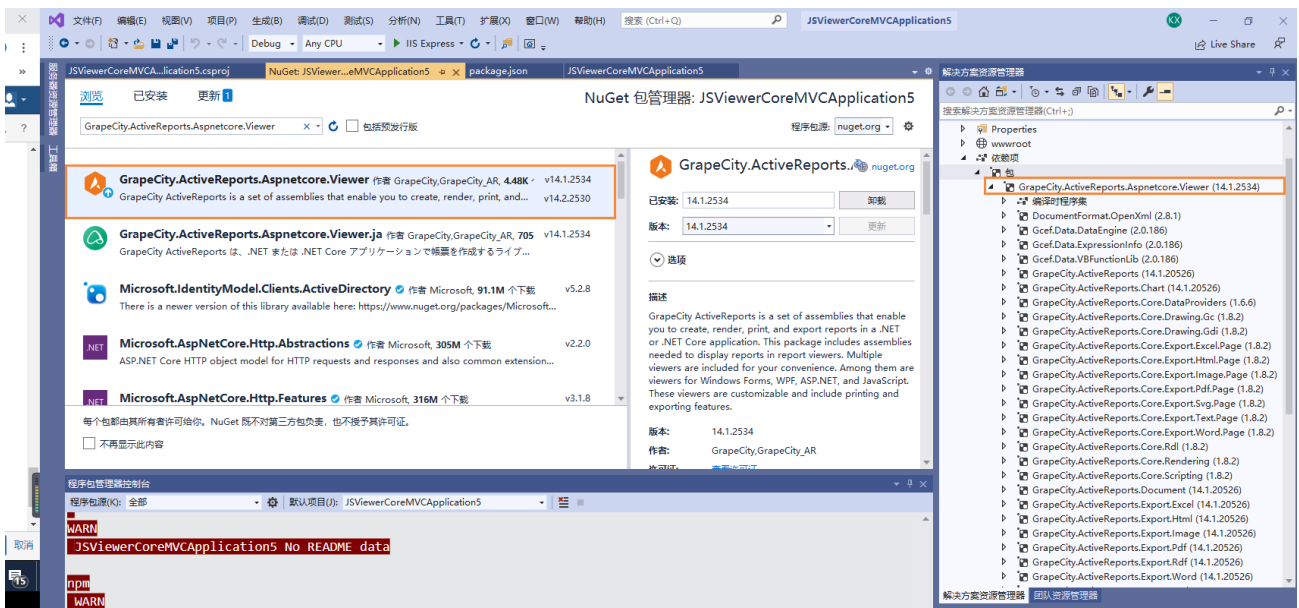 文件(F) 编辑(E) 视图(V) 项目(P) 生成(B) 调试(D) 测试(S) 分析(N) 工具(T) 扩展(X) 窗口(W) 帮助(H) 搜索 (Ctrl+Q) JSViewerCoreMVCApplication5 KX
Debug Any CPU IIS Express Live Share
JSViewerCoreMVCA...lication5.csproj NuGet: JSViewer...eMVCApplication5 package.json JSViewerCoreMVCApplication5
服务器资源管理器
工具箱
浏览 已安装 更新 1 NuGet 包管理器: JSViewerCoreMVCApplication5
GrapeCity.ActiveReports.Aspnetcore.Viewer 包括预发行版 程序包源: nuget.org
GrapeCity.ActiveReports.Aspnetcore.Viewer 作者 GrapeCity,GrapeCity_AR, 4.48K v14.1.2534
GrapeCity ActiveReports is a set of assemblies that enable you to create, render, print, and... v14.2.2530
GrapeCity.ActiveReports.Aspnetcore.Viewer.ja 作者 GrapeCity,GrapeCity_AR, 705 v14.1.2534
GrapeCity ActiveReports は、.NET または .NET Core アプリケーションで帳票を作成するライブ...
Microsoft.IdentityModel.Clients.ActiveDirectory 作者 Microsoft, 91.1M 个下载 v5.2.8
There is a newer version of this library available here: https://www.nuget.org/packages/Microsoft...
.NET
Microsoft.AspNetCore.Http.Abstractions 作者 Microsoft, 305M 个下载 v2.2.0
ASP.NET Core HTTP object model for HTTP requests and responses and also common extension...
.NET
Microsoft.AspNetCore.Http.Features 作者 Microsoft, 316M 个下载 v3.1.8
每个包都由其所有者许可给你。NuGet 既不对第三方包负责，也不授予其许可证。
不再显示此内容
GrapeCity.ActiveReports. nuget.org
已安装: 14.1.2534 卸载
版本: 14.1.2534 更新
选项
描述
GrapeCity ActiveReports is a set of assemblies that enable
you to create, render, print, and export reports in a .NET
or .NET Core application. This package includes assemblies
needed to display reports in report viewers. Multiple
viewers are included for your convenience. Among them are
viewers for Windows Forms, WPF, ASP.NET, and JavaScript.
These viewers are customizable and include printing and
exporting features.
版本: 14.1.2534
作者: GrapeCity,GrapeCity_AR
许可证: 查看许可证
程序包管理器控制台
程序包源(K): 全部 默认项目(J): JSViewerCoreMVCApplication5
WARN
JSViewerCoreMVCApplication5 No README data
npm
WARN
解决方案资源管理器
搜索解决方案资源管理器(Ctrl+;)
Properties
wwwroot
依赖项
包
GrapeCity.ActiveReports.Aspnetcore.Viewer (14.1.2534)
编译时程序集
DocumentFormat.OpenXml (2.8.1)
Gcef.Data.DataEngine (2.0.186)
Gcef.Data.ExpressionInfo (2.0.186)
Gcef.Data.VBFunctionLib (2.0.186)
GrapeCity.ActiveReports (14.1.20526)
GrapeCity.ActiveReports.Chart (14.1.20526)
GrapeCity.ActiveReports.Core.DataProviders (1.6.6)
GrapeCity.ActiveReports.Core.Drawing.Gc (1.8.2)
GrapeCity.ActiveReports.Core.Drawing.Gdi (1.8.2)
GrapeCity.ActiveReports.Core.Export.Excel.Page (1.8.2)
GrapeCity.ActiveReports.Core.Export.Html.Page (1.8.2)
GrapeCity.ActiveReports.Core.Export.Image.Page (1.8.2)
GrapeCity.ActiveReports.Core.Export.Pdf.Page (1.8.2)
GrapeCity.ActiveReports.Core.Export.Svg.Page (1.8.2)
GrapeCity.ActiveReports.Core.Export.Text.Page (1.8.2)
GrapeCity.ActiveReports.Core.Export.Word.Page (1.8.2)
GrapeCity.ActiveReports.Core.Rdl (1.8.2)
GrapeCity.ActiveReports.Core.Rendering (1.8.2)
GrapeCity.ActiveReports.Core.Scripting (1.8.2)
GrapeCity.ActiveReports.Document (14.1.20526)
GrapeCity.ActiveReports.Export.Excel (14.1.20526)
GrapeCity.ActiveReports.Export.Html (14.1.20526)
GrapeCity.ActiveReports.Export.Image (14.1.20526)
GrapeCity.ActiveReports.Export.Pdf (14.1.20526)
GrapeCity.ActiveReports.Export.Rdf (14.1.20526)
GrapeCity.ActiveReports.Export.Word (14.1.20526)
解决方案资源管理器 团队资源管理器
取消
15